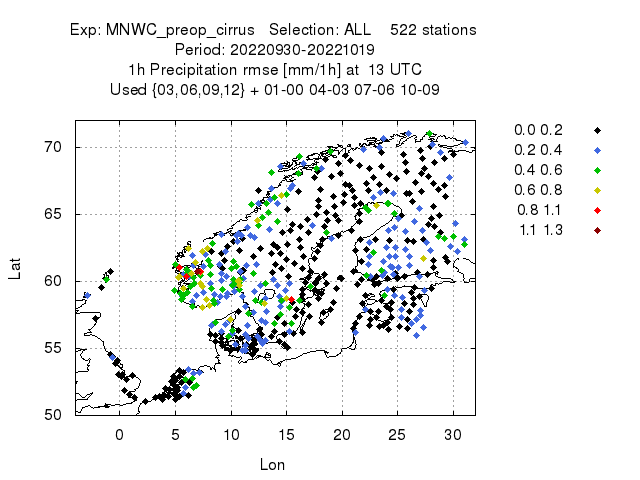 Exp: MNWC_preop_cirrus   Selection: ALL    522 stations
Period: 20220930-20221019
1h Precipitation rmse [mm/1h] at  13 UTC
Used {03,06,09,12} + 01-00 04-03 07-06 10-09
70
65
60
55
50
Lat
0 5 10 15 20 25 30
Lon
0.0 0.2
0.2 0.4
0.4 0.6
0.6 0.8
0.8 1.1
1.1 1.3